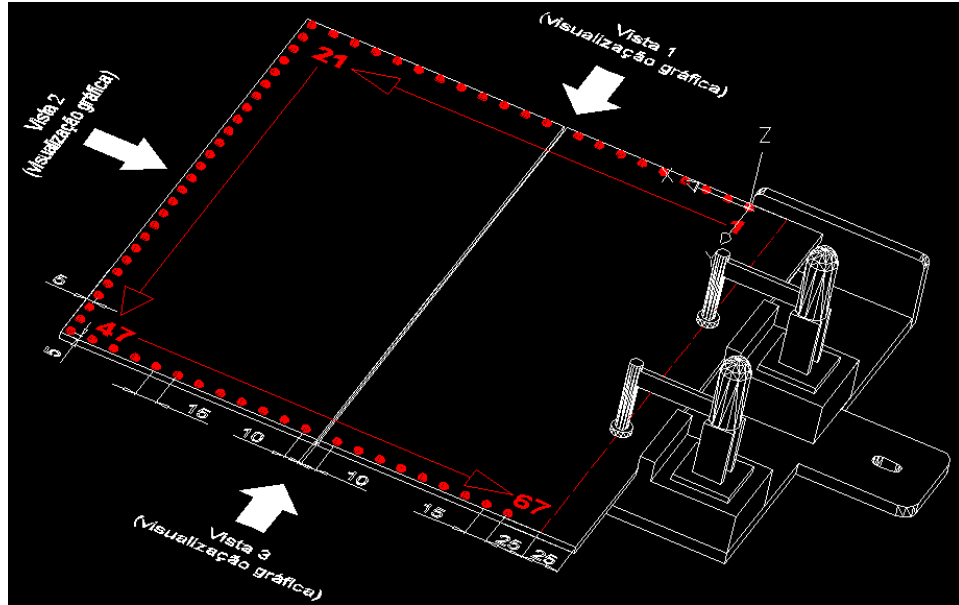 Vista 1
(visualização gráfica)
Vista 2
(visualização gráfica)
21
Z
X
1
Y
5
47
5
15
10
10
67
15
25
25
Vista 3
(visualização gráfica)